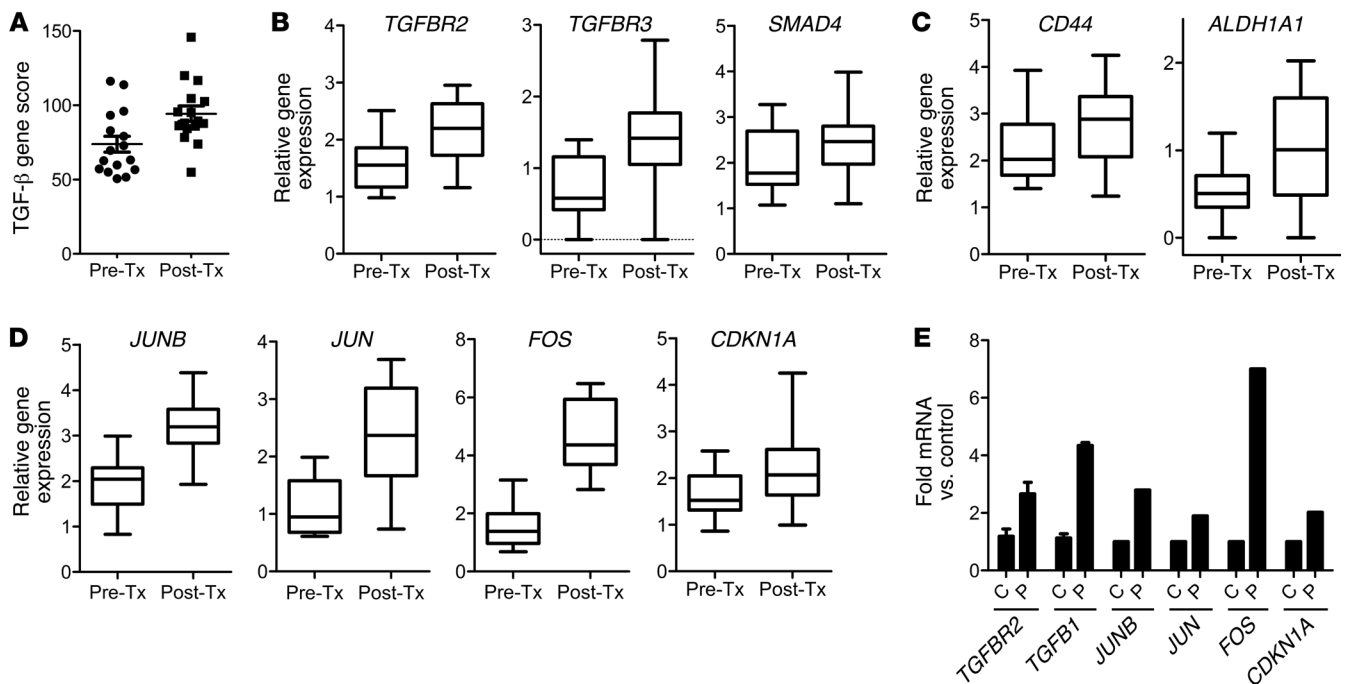 A
TGF-β gene score
150
100
50
0
Pre-Tx Post-Tx
B
Relative gene
expression
TGFBR2
4
3
2
1
0
Pre-Tx Post-Tx
TGFBR3
3
2
1
0
Pre-Tx Post-Tx
SMAD4
5
4
3
2
1
0
Pre-Tx Post-Tx
C
Relative gene
expression
CD44
5
4
3
2
1
0
Pre-Tx Post-Tx
ALDH1A1
2
1
0
Pre-Tx Post-Tx
D
Relative gene
expression
JUNB
5
4
3
2
1
0
Pre-Tx Post-Tx
JUN
4
3
2
1
0
Pre-Tx Post-Tx
FOS
8
6
4
2
0
Pre-Tx Post-Tx
CDKN1A
5
4
3
2
1
0
Pre-Tx Post-Tx
E
Fold mRNA
vs. control
8
6
4
2
0
C P C P C P C P C P C P
TGFBR2 TGFB1 JUNB JUN FOS CDKN1A